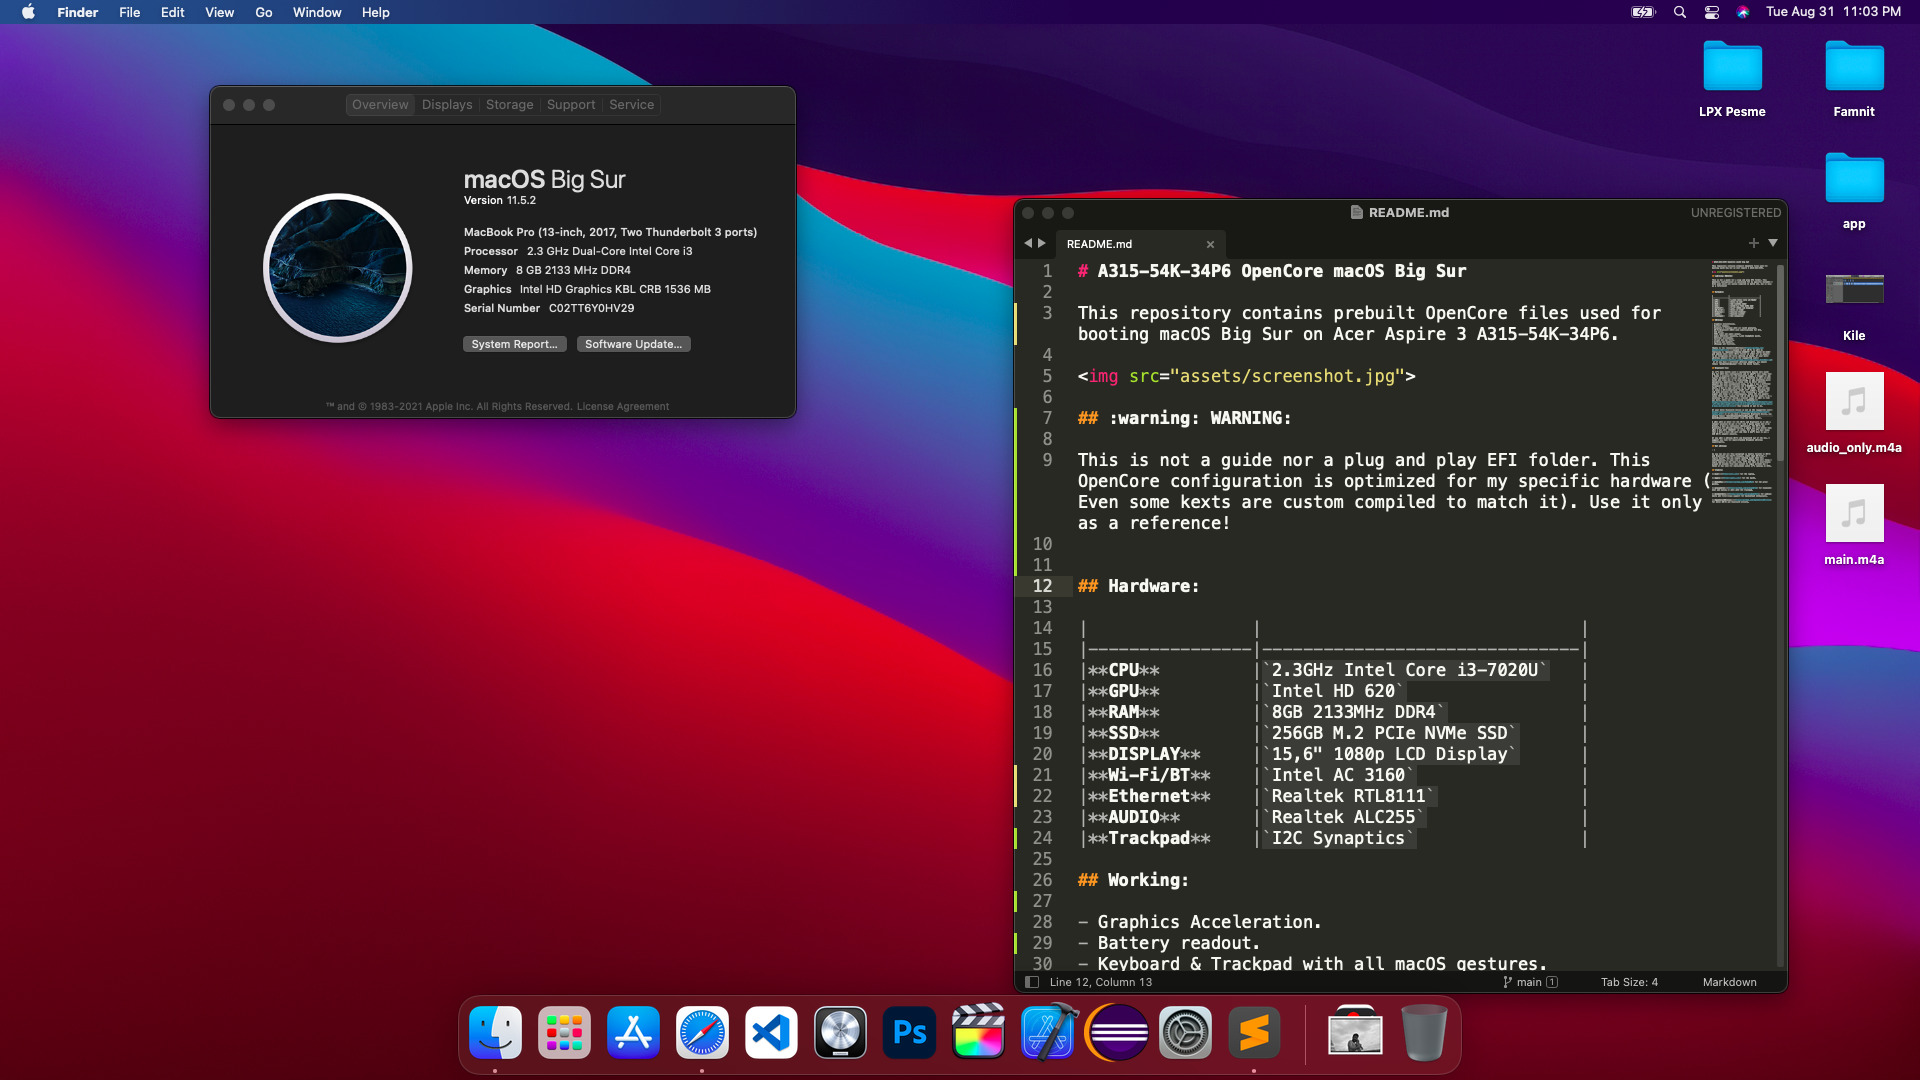 Finder File Edit View Go Window Help
Tue Aug 31 11:03 PM
LPX Pesme
Famnit
app
Kile
audio_only.m4a
main.m4a
Overview Displays Storage Support Service
macOS Big Sur
Version 11.5.2
MacBook Pro (13-inch, 2017, Two Thunderbolt 3 ports)
Processor 2.3 GHz Dual-Core Intel Core i3
Memory 8 GB 2133 MHz DDR4
Graphics Intel HD Graphics KBL CRB 1536 MB
Serial Number C02TT6Y0HV29
System Report...
Software Update...
™ and © 1983-2021 Apple Inc. All Rights Reserved. License Agreement
README.md
UNREGISTERED
README.md
1 # A315-54K-34P6 OpenCore macOS Big Sur
2
3 This repository contains prebuilt OpenCore files used for
booting macOS Big Sur on Acer Aspire 3 A315-54K-34P6.
4
5 <img src="assets/screenshot.jpg">
6
7 ## :warning: WARNING:
8
9 This is not a guide nor a plug and play EFI folder. This
OpenCore configuration is optimized for my specific hardware (
Even some kexts are custom compiled to match it). Use it only
as a reference!
10
11
12 ## Hardware:
13
14 | | |
15 |----------------|-------------------------------|
16 |**CPU** |`2.3GHz Intel Core i3-7020U` |
17 |**GPU** |`Intel HD 620` |
18 |**RAM** |`8GB 2133MHz DDR4` |
19 |**SSD** |`256GB M.2 PCIe NVMe SSD` |
20 |**DISPLAY** |`15,6" 1080p LCD Display` |
21 |**Wi-Fi/BT** |`Intel AC 3160` |
22 |**Ethernet** |`Realtek RTL8111` |
23 |**AUDIO** |`Realtek ALC255` |
24 |**Trackpad** |`I2C Synaptics` |
25
26 ## Working:
27
28 - Graphics Acceleration.
29 - Battery readout.
30 - Keyboard & Trackpad with all macOS gestures.
Line 12, Column 13
main 1
Tab Size: 4
Markdown
Ps